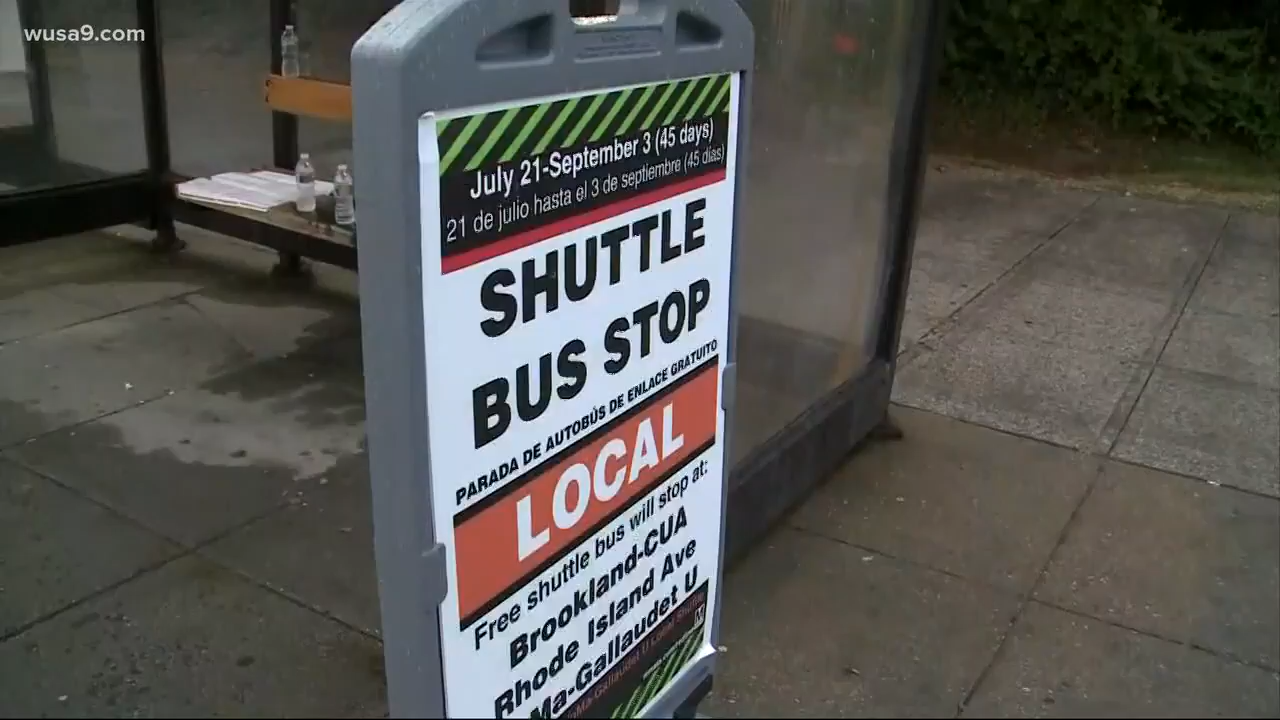 wusa9.com
July 21-September 3 (45 days)
21 de julio hasta el 3 de septiembre (45 días)
SHUTTLE
BUS STOP
PARADA DE AUTOBÚS DE ENLACE GRATUITO
LOCAL
Free shuttle bus will stop at:
Brookland-CUA
Rhode Island Ave
Ma-Gallaudet U